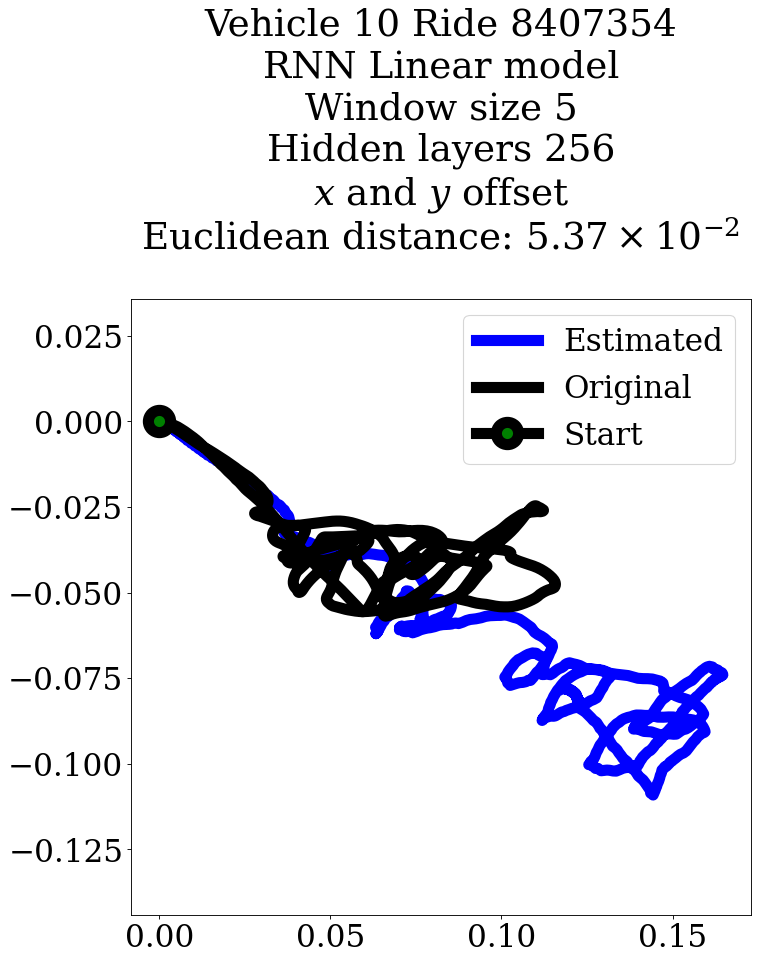 Vehicle 10 Ride 8407354
RNN Linear model
Window size 5
Hidden layers 256
x and y offset
Euclidean distance: 5.37 × 10⁻²
Estimated
Original
Start
0.025
0.000
−0.025
−0.050
−0.075
−0.100
−0.125
0.00 0.05 0.10 0.15